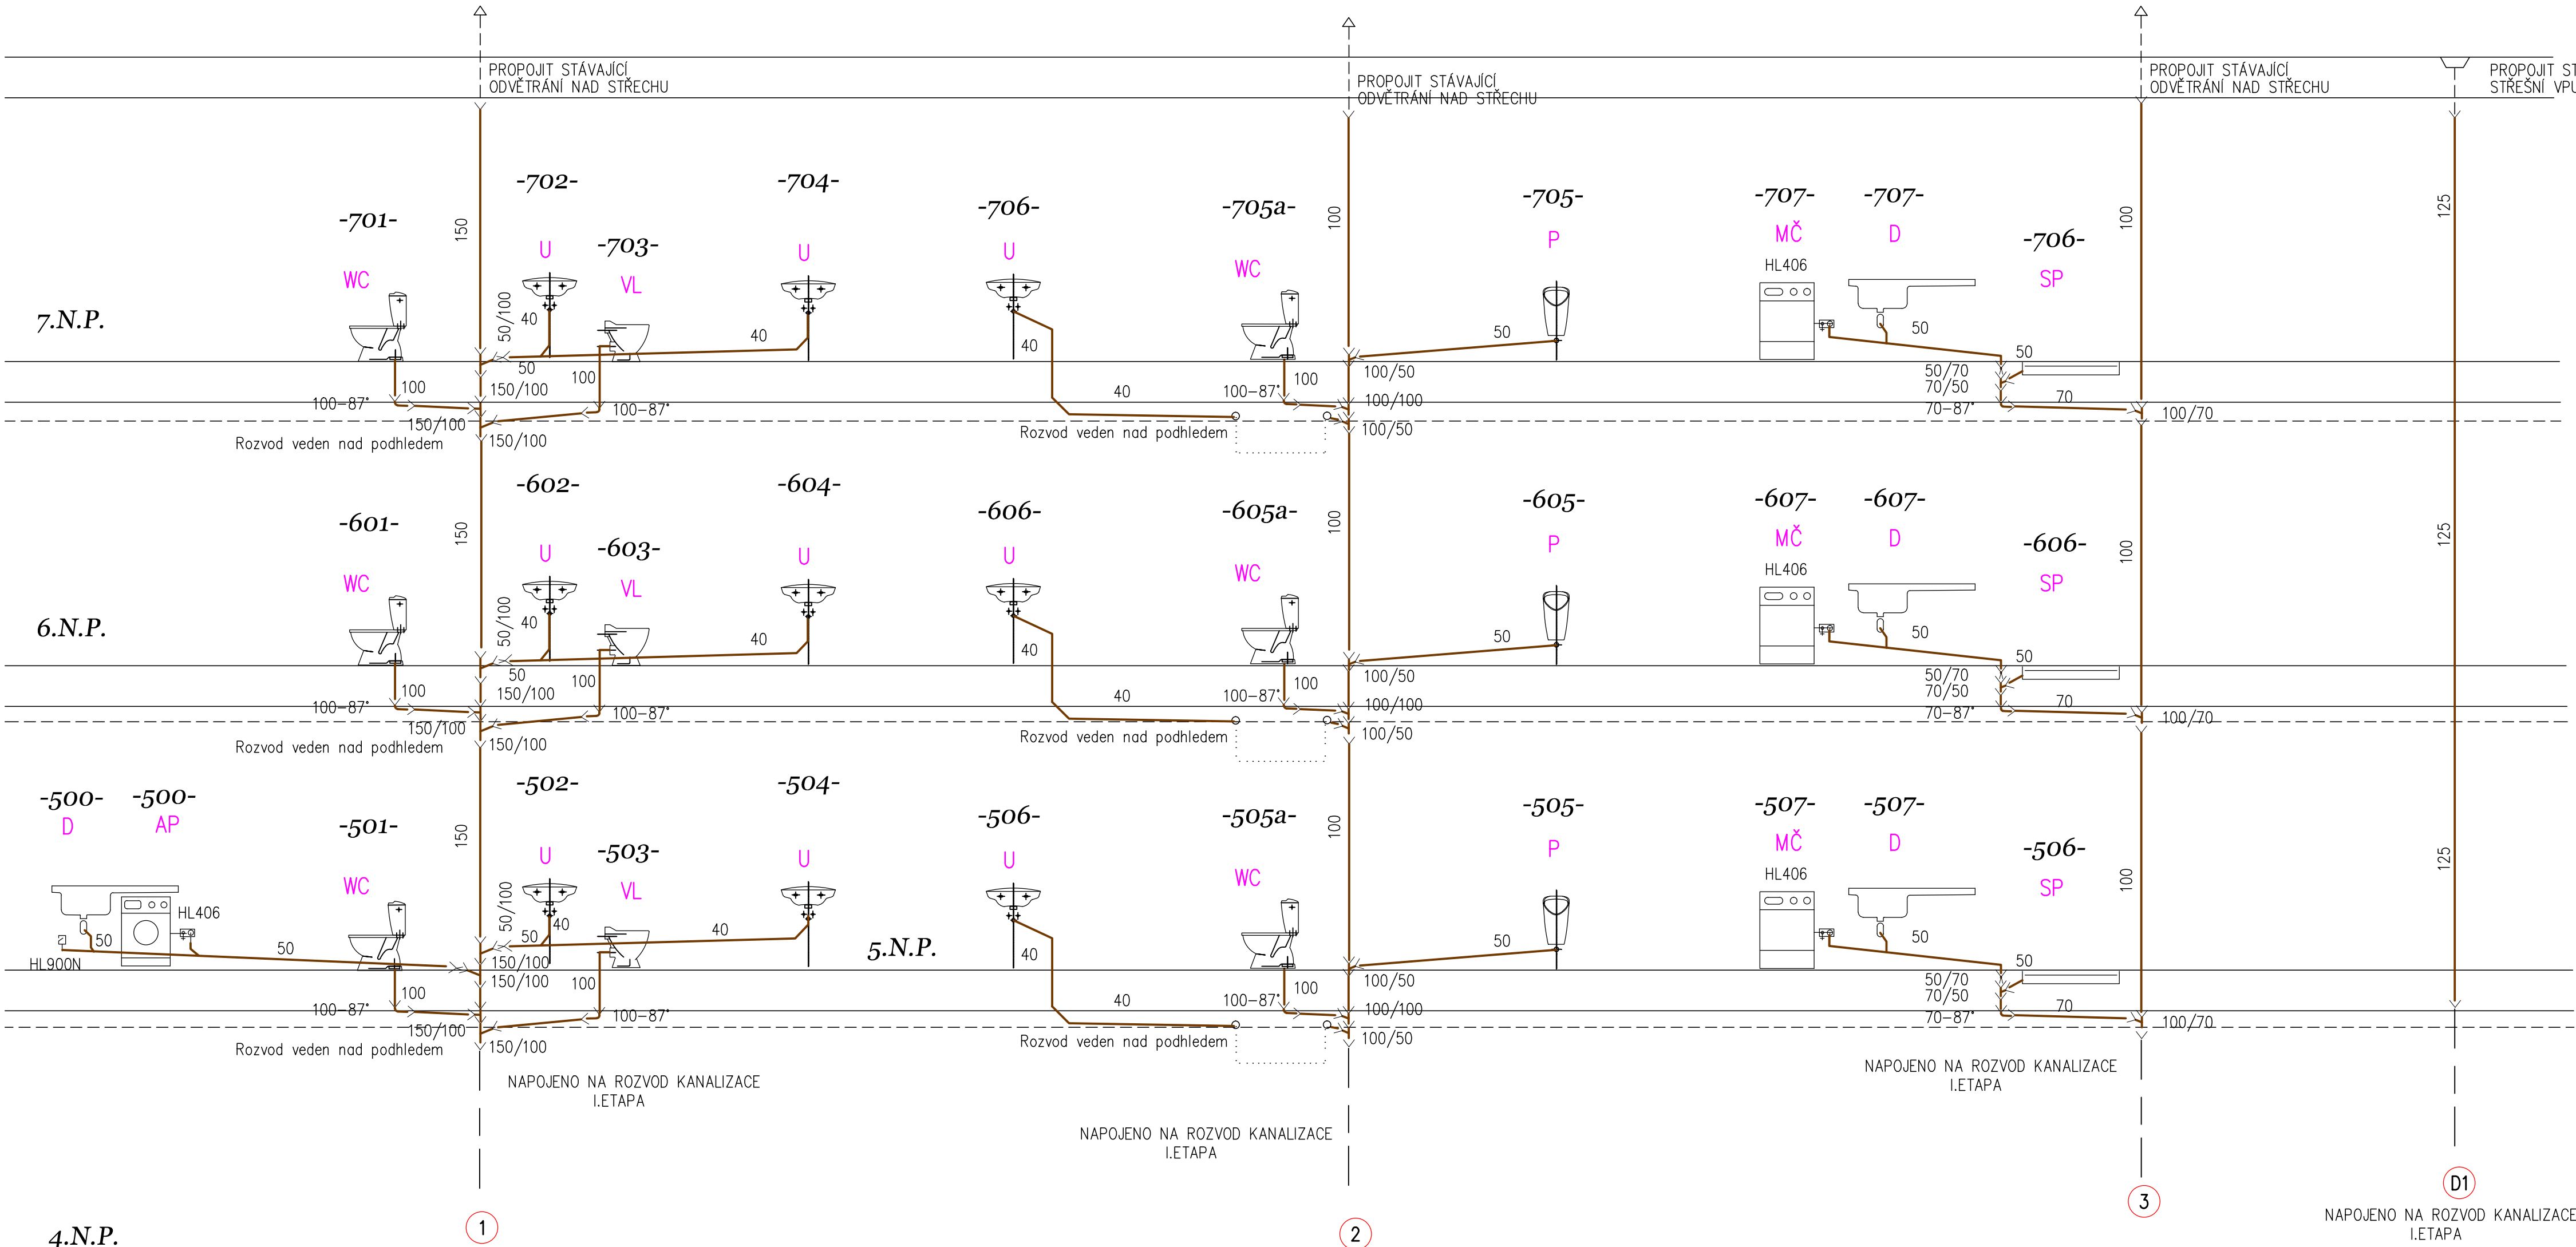 PROPOJIT STÁVAJÍCÍ
ODVĚTRÁNÍ NAD STŘECHU
PROPOJIT STÁVAJÍCÍ
ODVĚTRÁNÍ NAD STŘECHU
PROPOJIT STÁVAJÍCÍ
ODVĚTRÁNÍ NAD STŘECHU
PROPOJIT
STŘEŠNÍ
7.N.P.
-701-
WC
150
-702-
U
-703-
VL
-704-
U
-706-
U
-705a-
WC
100
-705-
P
-707-
MČ
HL406
-707-
D
-706-
SP
100
125
50/100
40
40
40
50
50
50
100
50
150/100
100
100-87°
100-87°
150/100
150/100
Rozvod veden nad podhledem
40
100-87°
100
100/50
100/100
100/50
Rozvod veden nad podhledem
50/70
70/50
70-87°
70
100/70
6.N.P.
-601-
WC
150
-602-
U
-603-
VL
-604-
U
-606-
U
-605a-
WC
100
-605-
P
-607-
MČ
HL406
-607-
D
-606-
SP
100
125
50/100
40
40
40
50
50
50
100
50
150/100
100
100-87°
100-87°
150/100
150/100
Rozvod veden nad podhledem
40
100-87°
100
100/50
100/100
100/50
Rozvod veden nad podhledem
50/70
70/50
70-87°
70
100/70
-500-
D
-500-
AP
HL406
50
50
HL900N
-501-
WC
150
-502-
U
-503-
VL
-504-
U
5.N.P.
-506-
U
-505a-
WC
100
-505-
P
-507-
MČ
HL406
-507-
D
-506-
SP
100
125
50/100
40
50
40
40
50
50
50
150/100
150/100
100
100
100-87°
100-87°
150/100
150/100
Rozvod veden nad podhledem
40
100-87°
100
100/50
100/100
100/50
Rozvod veden nad podhledem
50/70
70/50
70-87°
70
100/70
NAPOJENO NA ROZVOD KANALIZACE
I.ETAPA
NAPOJENO NA ROZVOD KANALIZACE
I.ETAPA
NAPOJENO NA ROZVOD KANALIZACE
I.ETAPA
NAPOJENO NA ROZVOD KANALIZACE
I.ETAPA
4.N.P.
1
2
3
D1